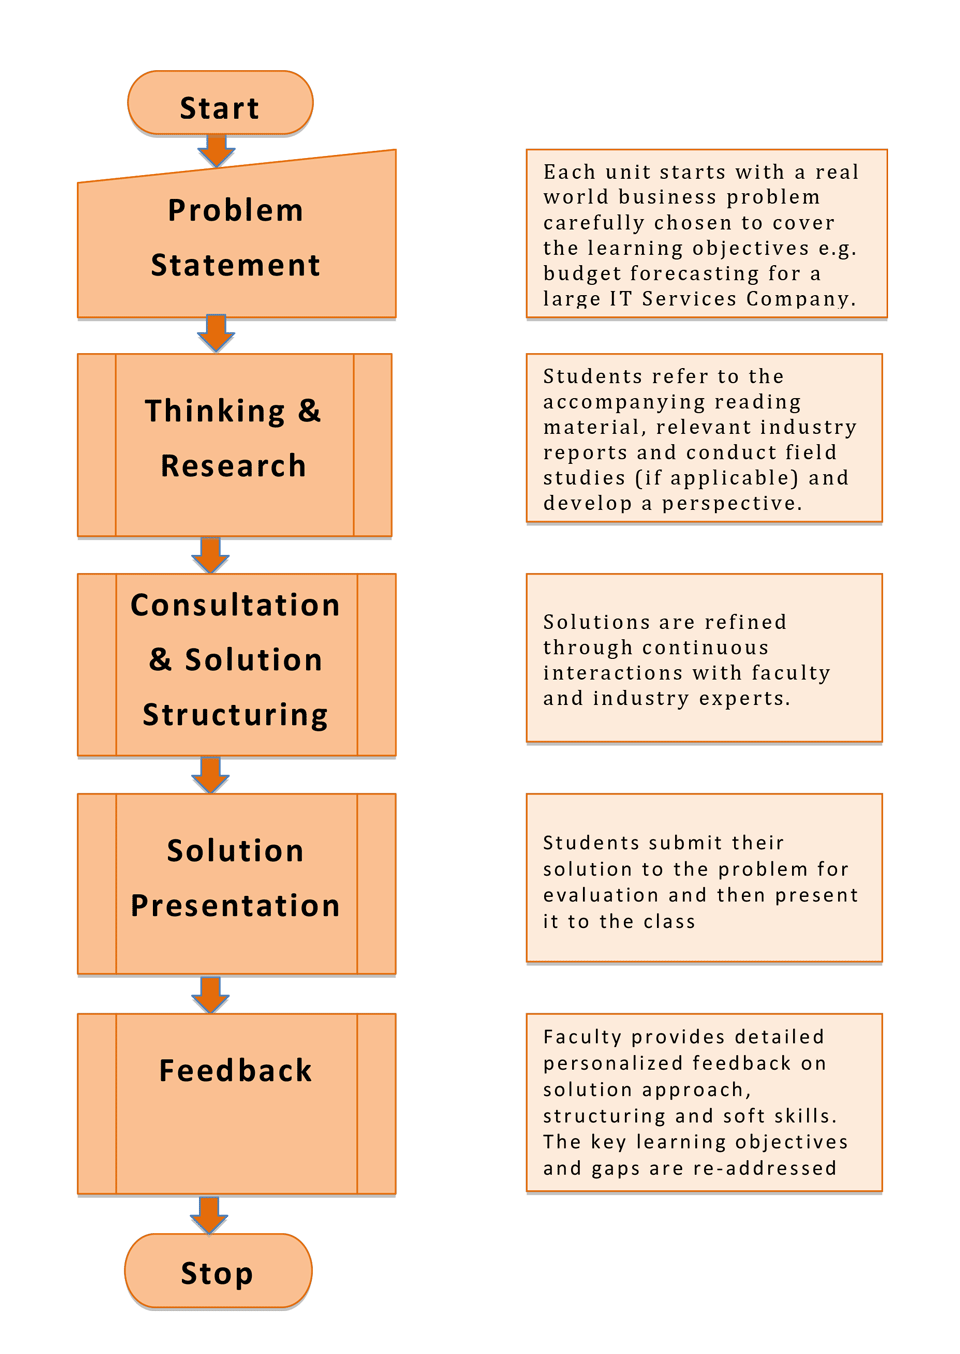 Start
Problem
Statement
Each unit starts with a real
world business problem
carefully chosen to cover
the learning objectives e.g.
budget forecasting for a
large IT Services Company.
Thinking &
Research
Students refer to the
accompanying reading
material, relevant industry
reports and conduct field
studies (if applicable) and
develop a perspective.
Consultation
& Solution
Structuring
Solutions are refined
through continuous
interactions with faculty
and industry experts.
Solution
Presentation
Students submit their
solution to the problem for
evaluation and then present
it to the class
Feedback
Faculty provides detailed
personalized feedback on
solution approach,
structuring and soft skills.
The key learning objectives
and gaps are re-addressed
Stop